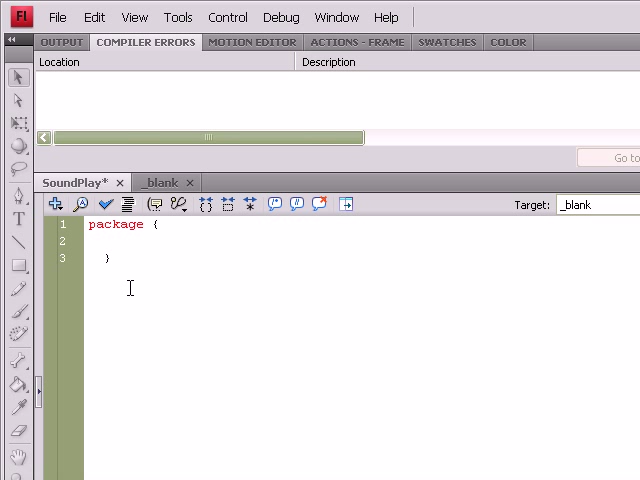 Fl File Edit View Tools Control Debug Window Help
OUTPUT COMPILER ERRORS MOTION EDITOR ACTIONS - FRAME SWATCHES COLOR
Location Description
Go to
SoundPlay* × _blank ×
Target: _blank
1 package {
2
3 }